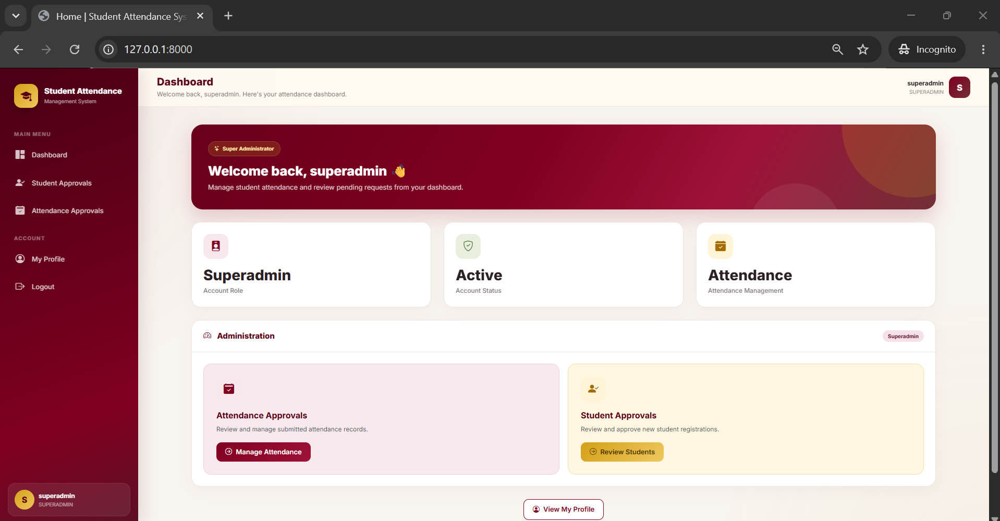 Home | Student Attendance Sys
127.0.0.1:8000
Incognito
Student Attendance
Management System
MAIN MENU
Dashboard
Student Approvals
Attendance Approvals
ACCOUNT
My Profile
Logout
S
superadmin
SUPERADMIN
Dashboard
Welcome back, superadmin. Here's your attendance dashboard.
superadmin
SUPERADMIN
S
Super Administrator
Welcome back, superadmin 👋
Manage student attendance and review pending requests from your dashboard.
Superadmin
Account Role
Active
Account Status
Attendance
Attendance Management
Administration
Superadmin
Attendance Approvals
Review and manage submitted attendance records.
Manage Attendance
Student Approvals
Review and approve new student registrations.
Review Students
View My Profile